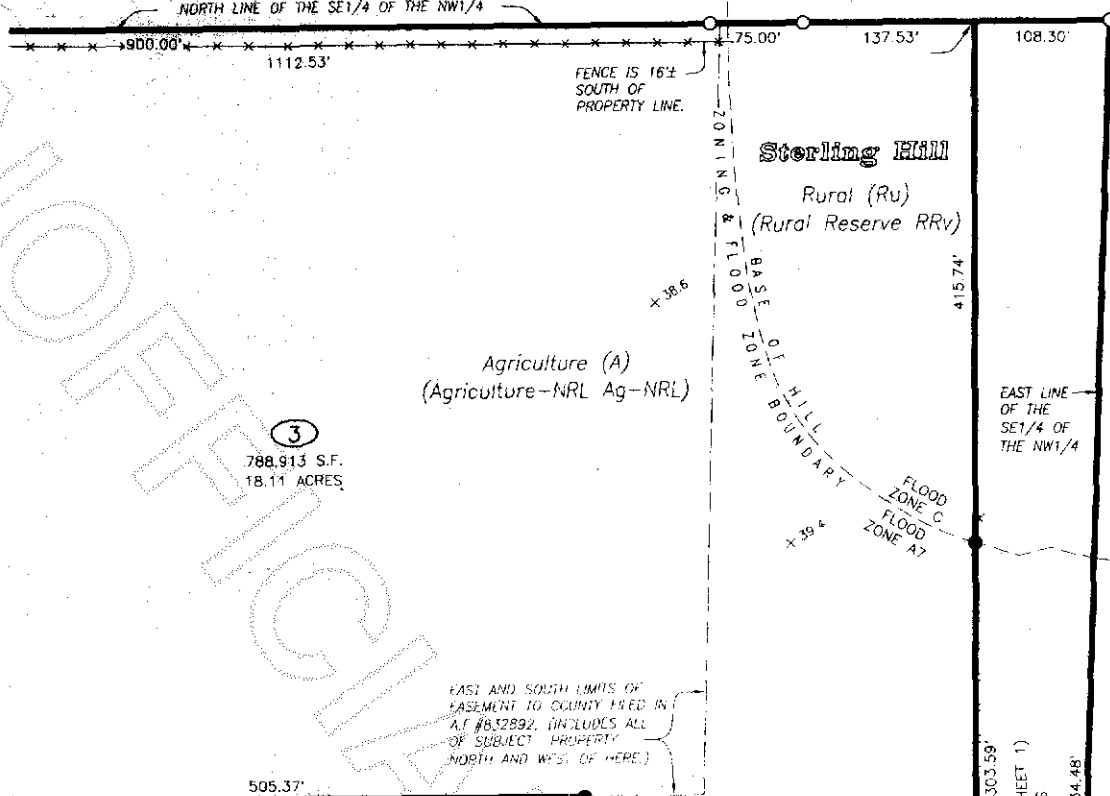 NORTH LINE OF THE SE1/4 OF THE NW1/4
900.00'
75.00'
137.53'
108.30'
1112.53'
FENCE IS 16'±
SOUTH OF
PROPERTY LINE.
Sterling Hill
Rural (Ru)
(Rural Reserve RRv)
ZONING & FLOOD ZONE BOUNDARY
BASE OF HILL
415.74'
38.6
Agriculture (A)
(Agriculture-NRL Ag-NRL)
EAST LINE
OF THE
SE1/4 OF
THE NW1/4
3
788,913 S.F.
18.11 ACRES
FLOOD
ZONE C
FLOOD
ZONE A7
39.4
EAST AND SOUTH LIMITS OF
EASEMENT TO COUNTY FILED IN
A.F. #832892. (INCLUDES ALL
OF SUBJECT PROPERTY
NORTH AND WEST OF HERE.)
505.37'
303.59'
HEET 1)
34.48'
OFFICIA